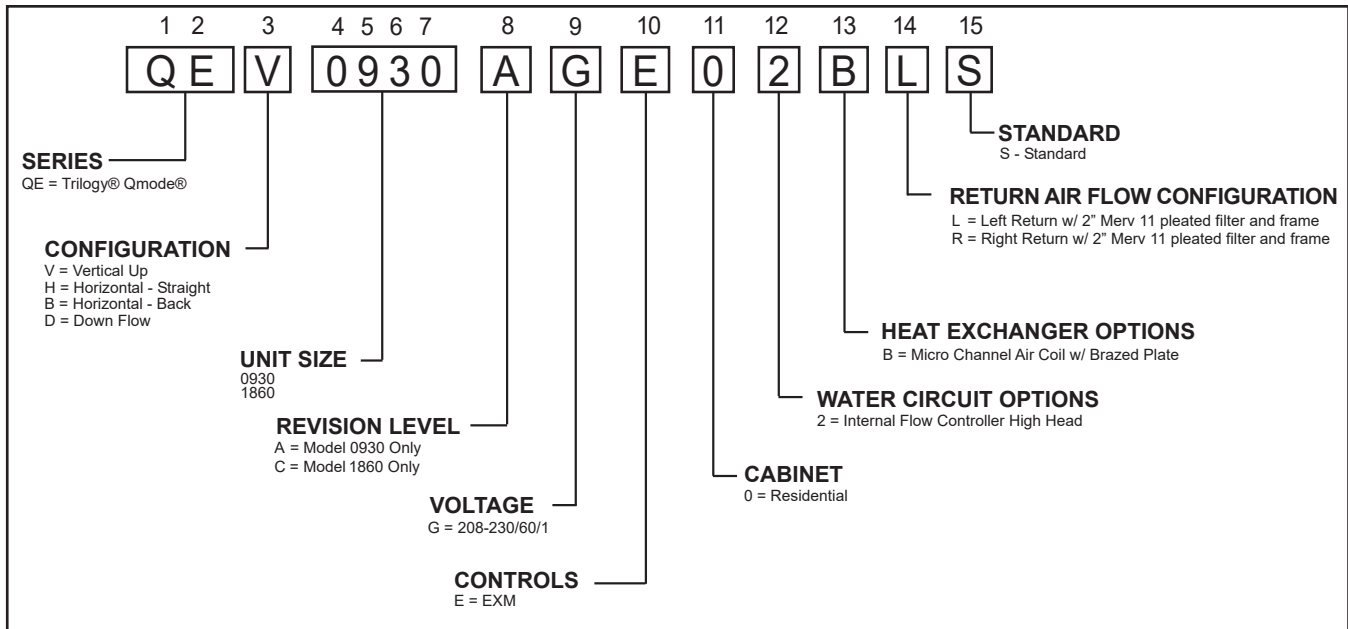 1 2 3 4 5 6 7 8 9 10 11 12 13 14 15
Q E V 0 9 3 0 A G E 0 2 B L S
STANDARD
S - Standard
SERIES
QE = Trilogy® Qmode®
RETURN AIR FLOW CONFIGURATION
L = Left Return w/ 2” Merv 11 pleated filter and frame
R = Right Return w/ 2” Merv 11 pleated filter and frame
CONFIGURATION
V = Vertical Up
H = Horizontal - Straight
B = Horizontal - Back
D = Down Flow
HEAT EXCHANGER OPTIONS
B = Micro Channel Air Coil w/ Brazed Plate
UNIT SIZE
0930
1860
WATER CIRCUIT OPTIONS
2 = Internal Flow Controller High Head
REVISION LEVEL
A = Model 0930 Only
C = Model 1860 Only
CABINET
0 = Residential
VOLTAGE
G = 208-230/60/1
CONTROLS
E = EXM